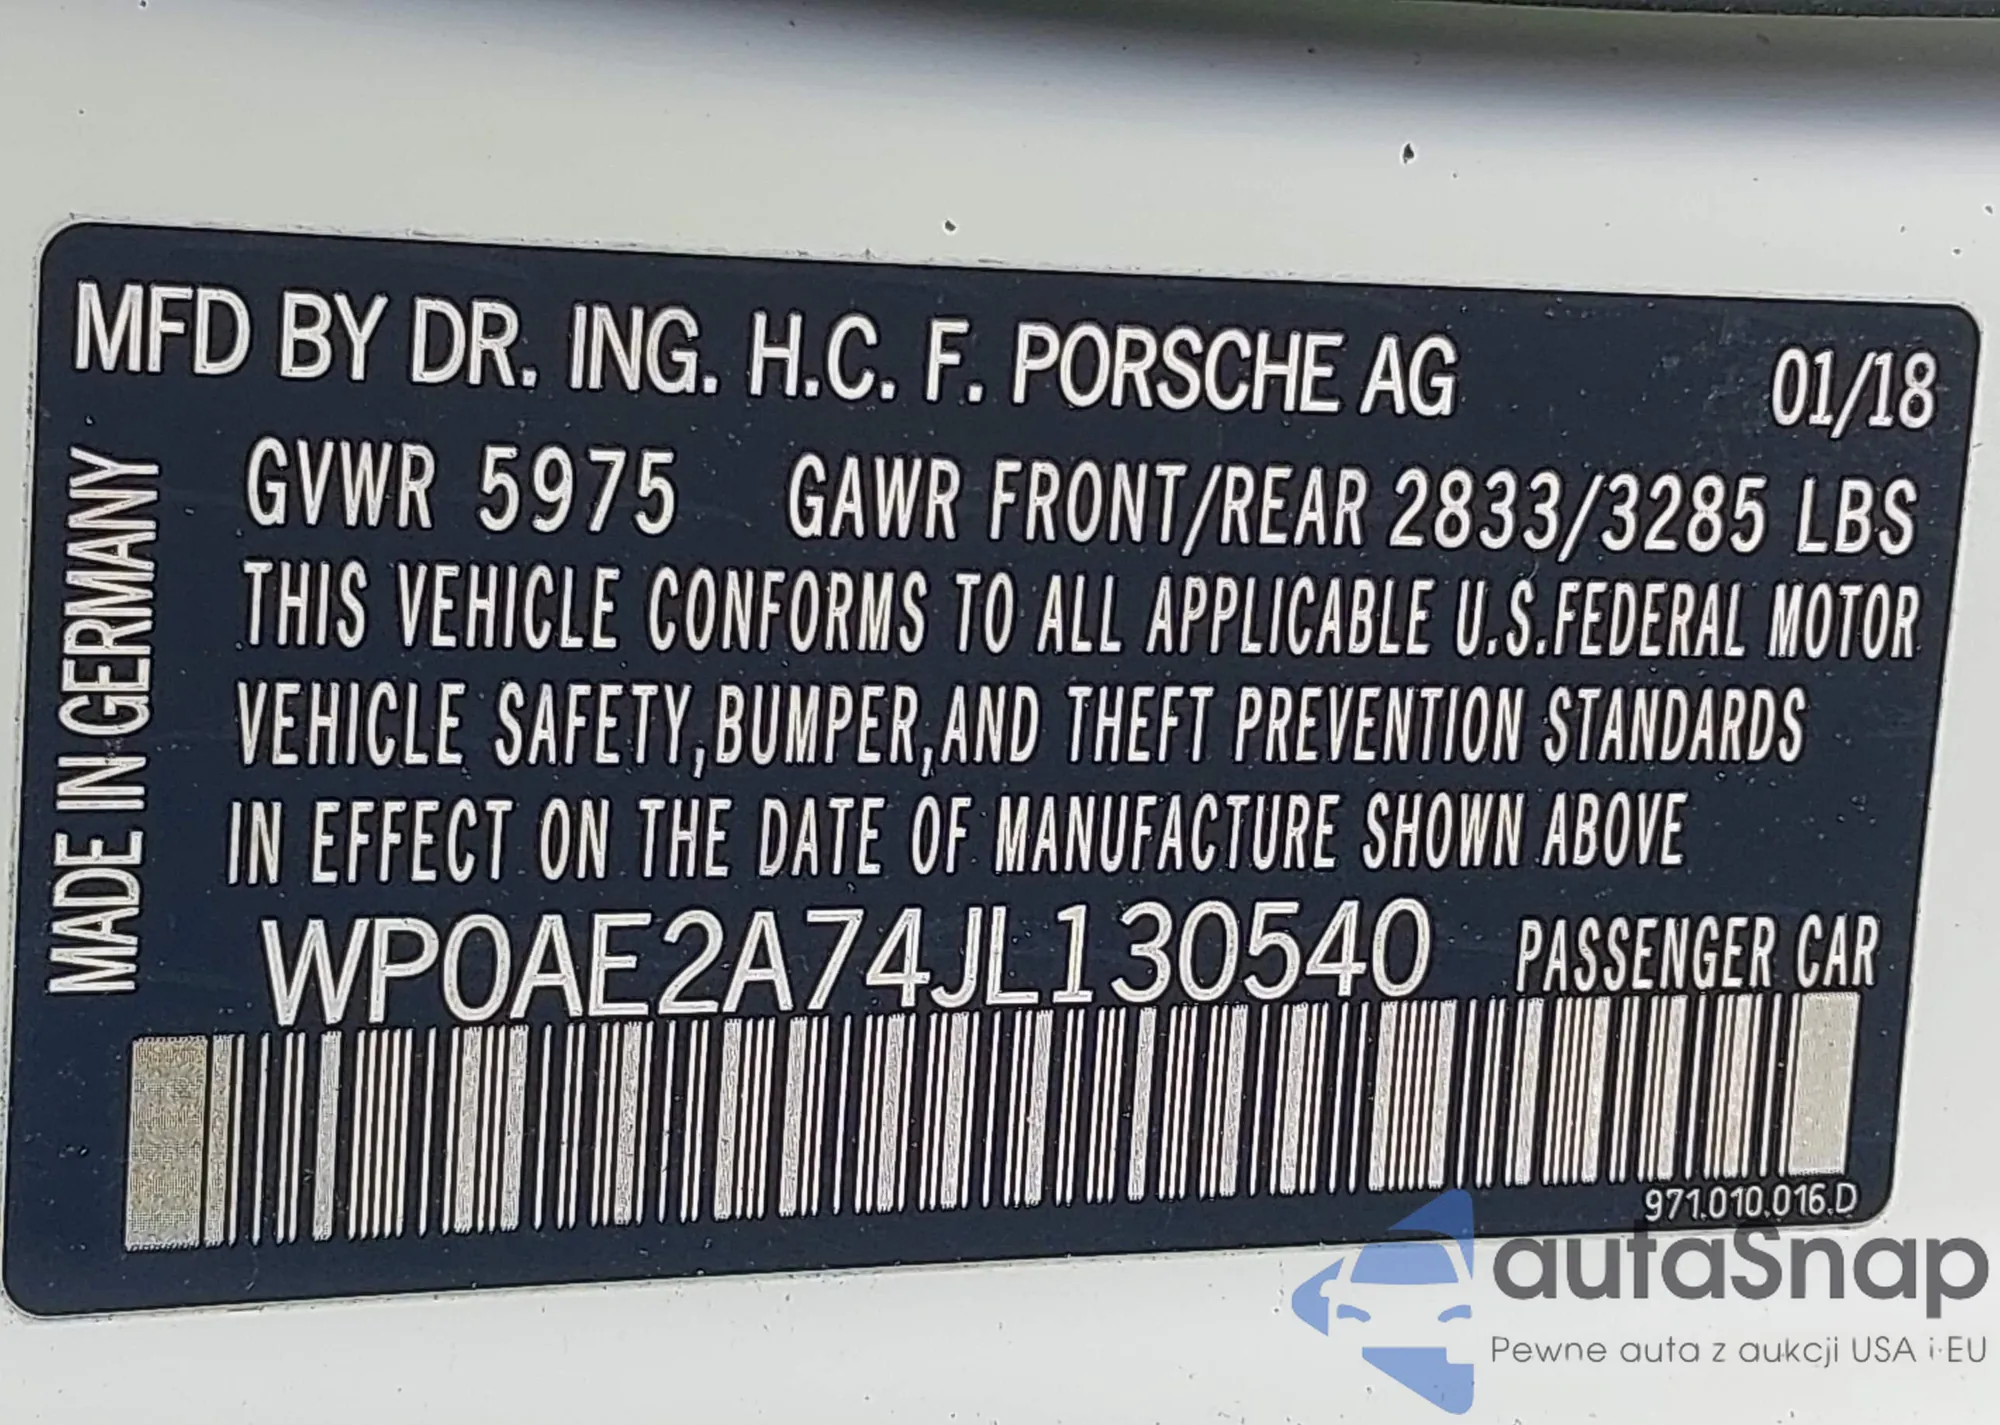 MFD BY DR. ING. H.C. F. PORSCHE AG 01/18
GVWR 5975 GAWR FRONT/REAR 2833/3285 LBS
THIS VEHICLE CONFORMS TO ALL APPLICABLE U.S.FEDERAL MOTOR
VEHICLE SAFETY,BUMPER,AND THEFT PREVENTION STANDARDS
IN EFFECT ON THE DATE OF MANUFACTURE SHOWN ABOVE
WP0AE2A74JL130540 PASSENGER CAR
MADE IN GERMANY
971.010.016.D
autaSnap
Pewne auta z aukcji USA i EU